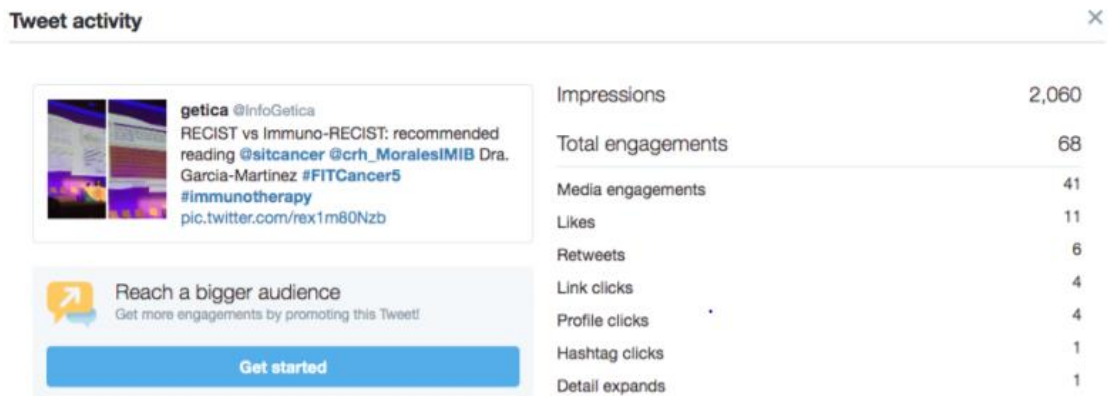 Tweet activity
getica @InfoGetica
RECIST vs Immuno-RECIST: recommended
reading @sitcancer @crh_MoralesIMIB Dra.
Garcia-Martinez #FITCancer5
#immunotherapy
pic.twitter.com/rex1m80Nzb
Reach a bigger audience
Get more engagements by promoting this Tweet!
Get started
Impressions 2,060
Total engagements 68
Media engagements 41
Likes 11
Retweets 6
Link clicks 4
Profile clicks 4
Hashtag clicks 1
Detail expands 1